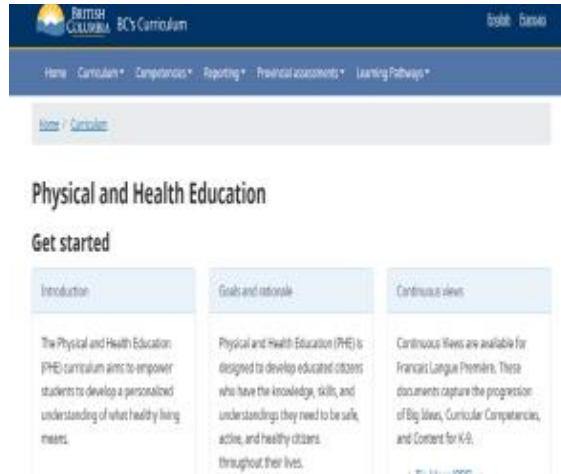 BRITISH
COLUMBIA
BC's Curriculum
English Français
Home Curriculum Competencies Reporting Provincial assessments Learning Pathways
Home / Curriculum
Physical and Health Education
Get started
Introduction
The Physical and Health Education
(PHE) curriculum aims to empower
students to develop a personalized
understanding of what healthy living
means.
Goals and rationale
Physical and Health Education (PHE) is
designed to develop educated citizens
who have the knowledge, skills, and
understandings they need to be safe,
active, and healthy citizens
throughout their lives.
Continuous views
Continuous Views are available for
Francais Langue Première. These
documents capture the progression
of Big Ideas, Curricular Competencies,
and Content for K-9.